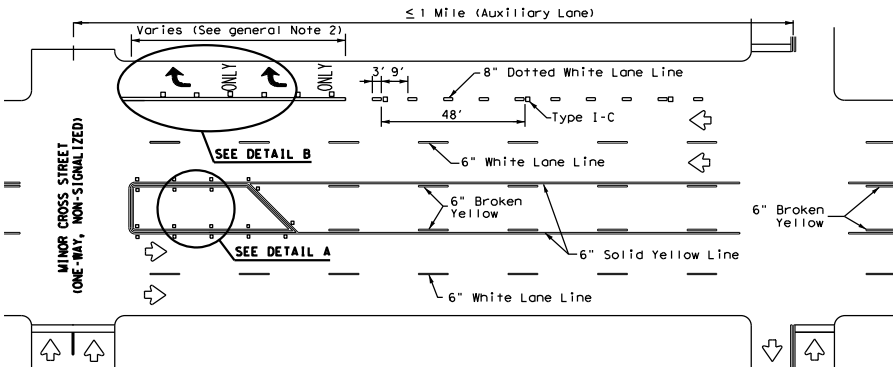 ≤ 1 Mile (Auxiliary Lane)
Varies (See general Note 2)
ONLY
ONLY
3' 9'
8" Dotted White Lane Line
48'
Type I-C
SEE DETAIL B
6" White Lane Line
MINOR CROSS STREET
(ONE-WAY, NON-SIGNALIZED)
6" Broken
Yellow
6" Broken
Yellow
SEE DETAIL A
6" Solid Yellow Line
6" White Lane Line